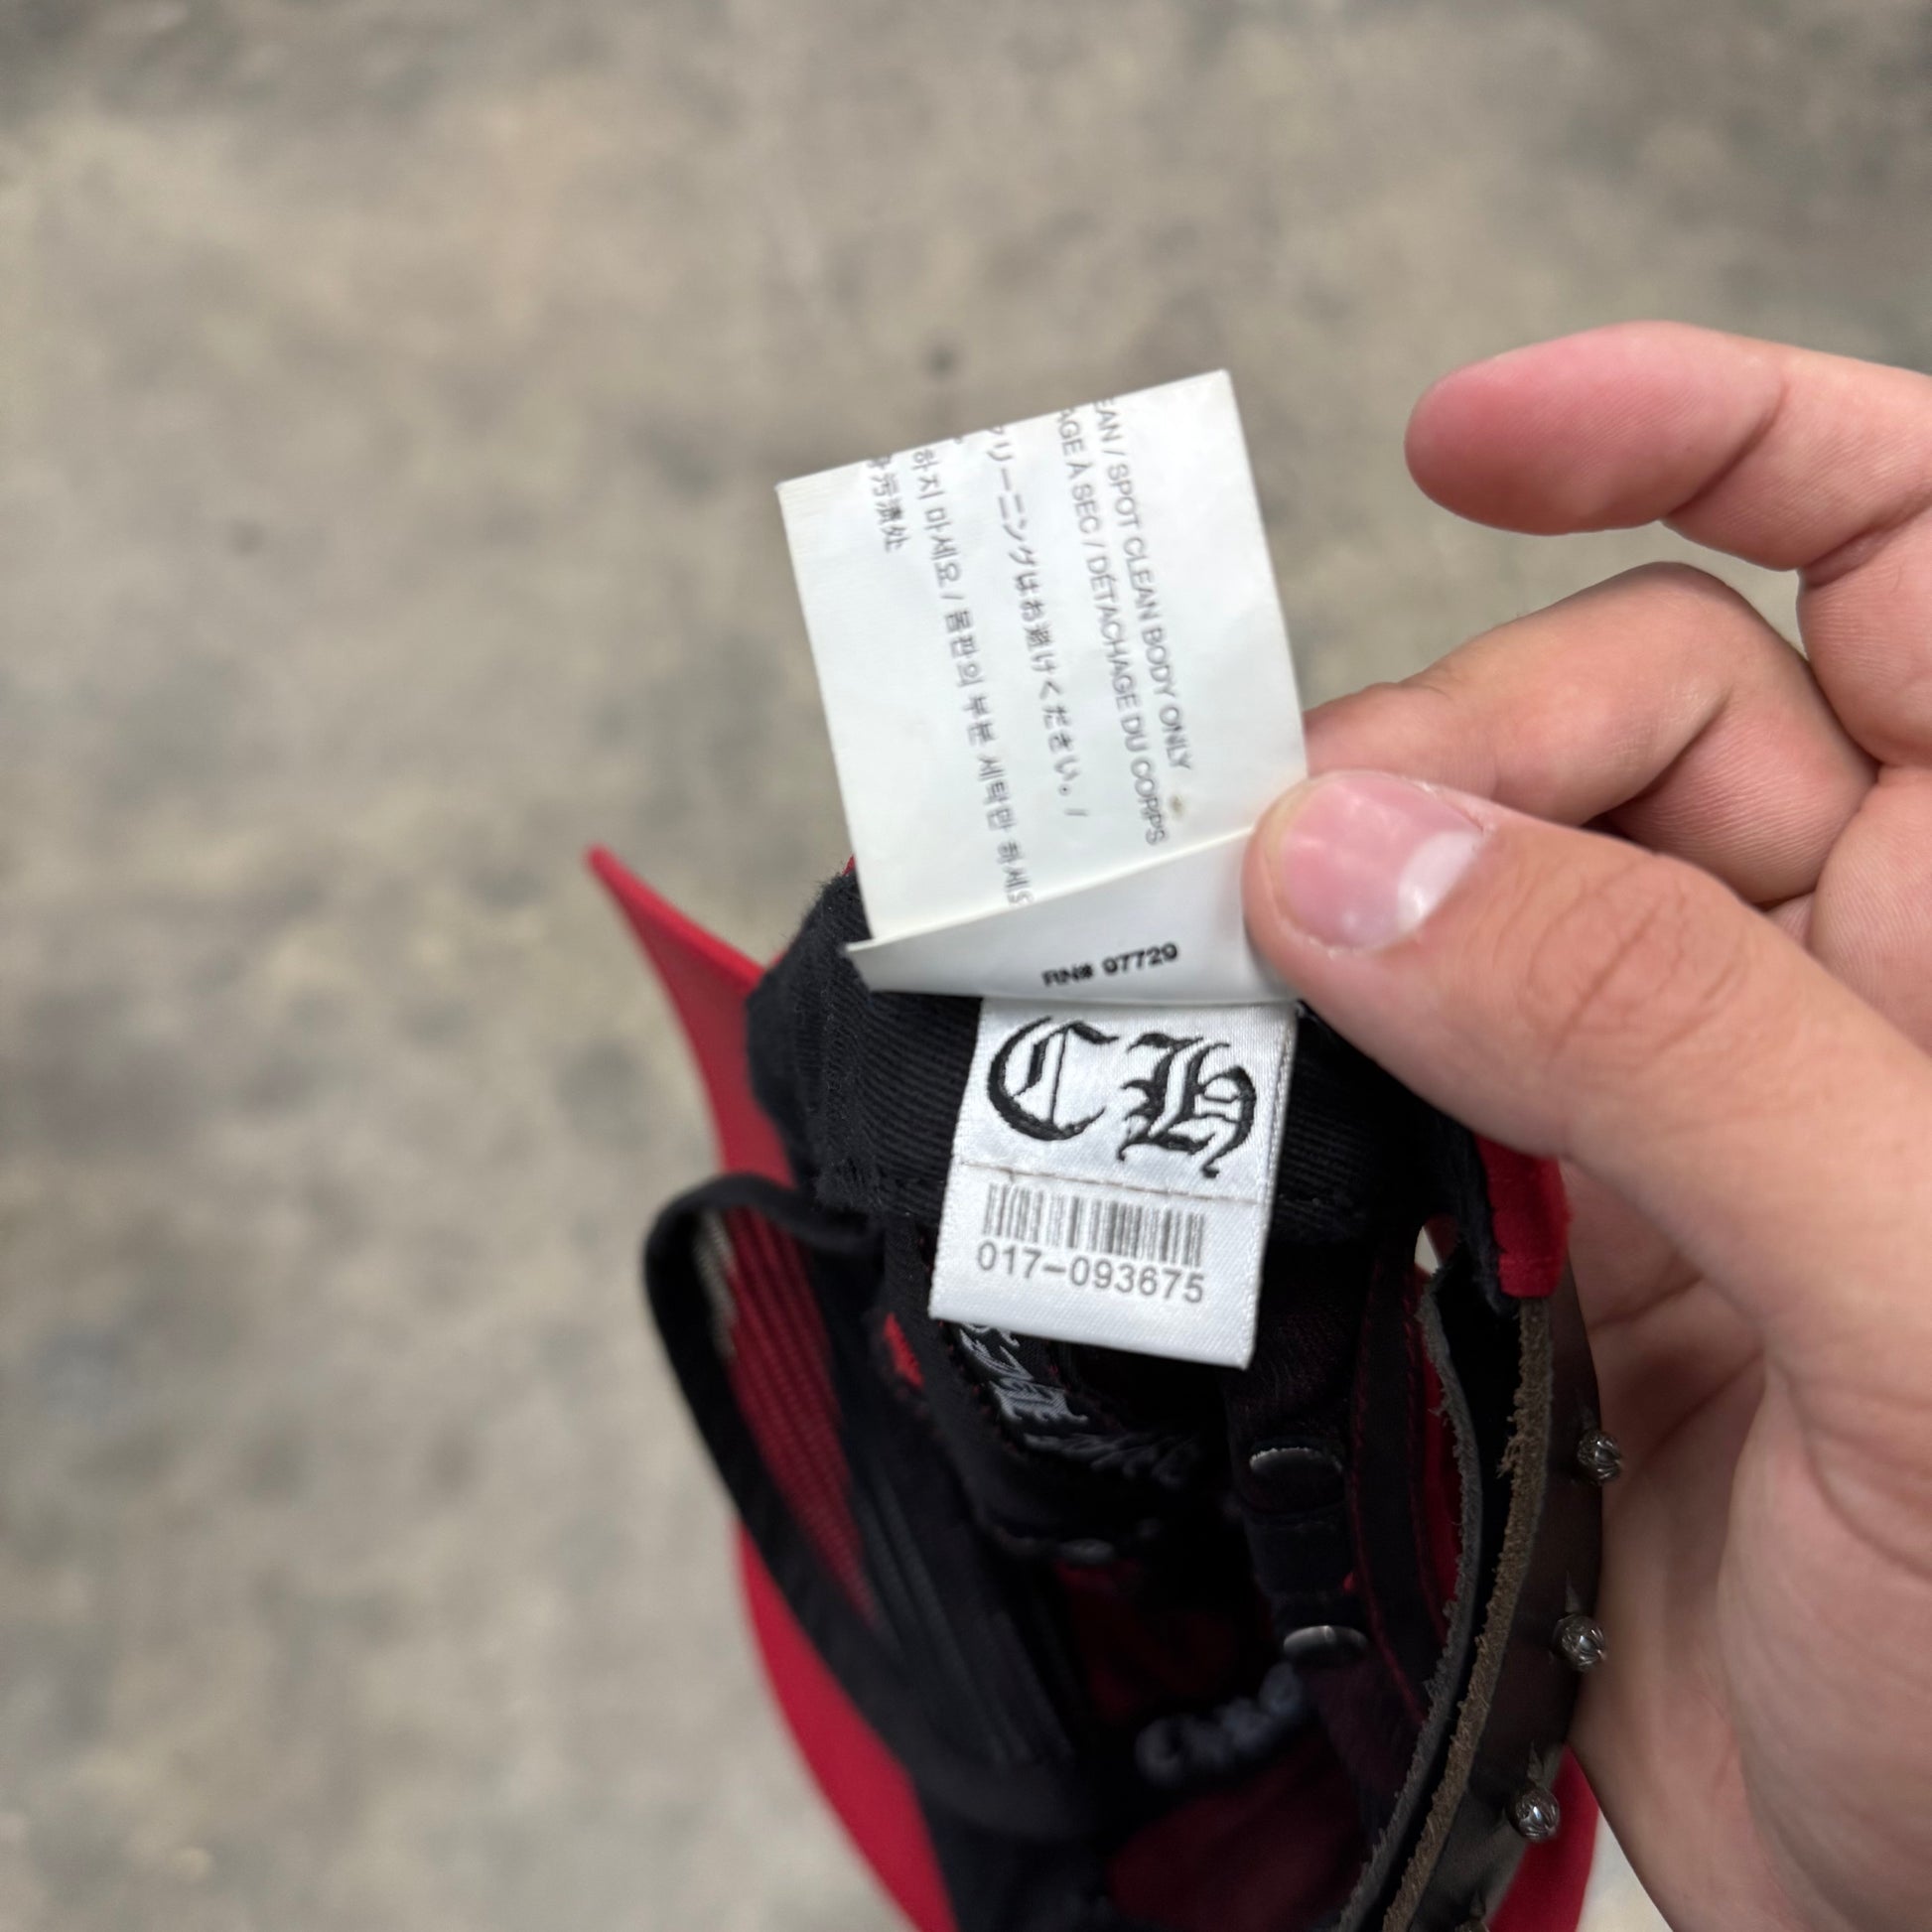 EAN / SPOT CLEAN BODY ONLY
AGE À SEC / DÉTACHAGE DU CORPS
クリーニングはお避けください。/
하지 마세요 / 몸판의 부분 세탁만 하세요
污渍处
RN# 97729
CH
017-093675